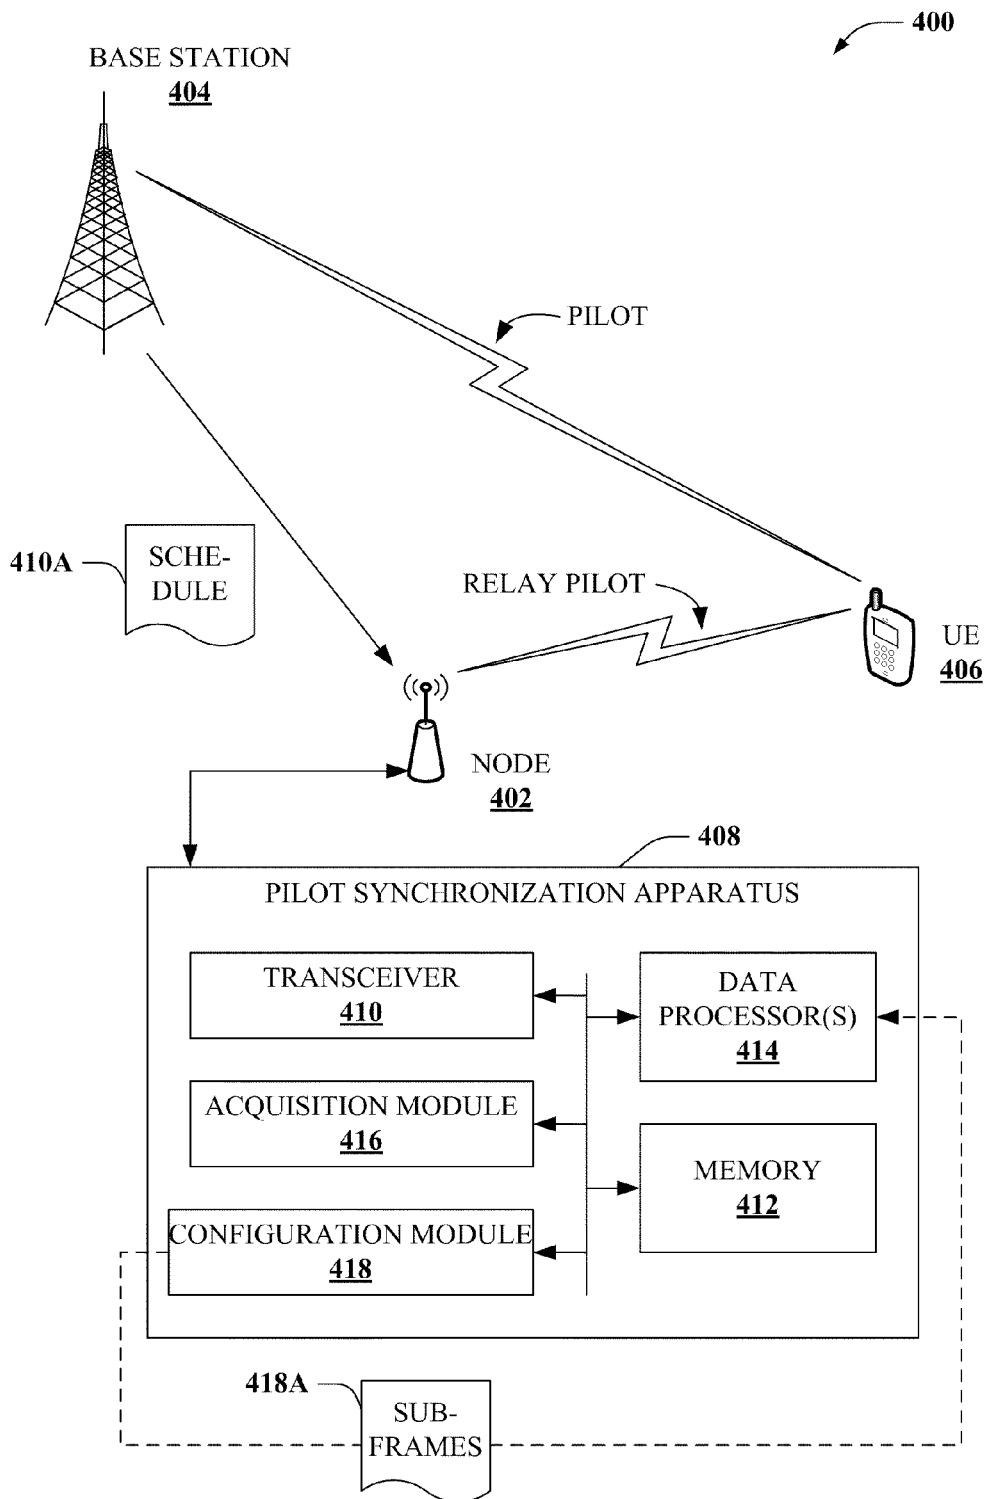 400
BASE STATION
404
PILOT
410A
SCHE-
DULE
RELAY PILOT
UE
406
NODE
402
408
PILOT SYNCHRONIZATION APPARATUS
TRANSCEIVER
410
DATA
PROCESSOR(S)
414
ACQUISITION MODULE
416
MEMORY
412
CONFIGURATION MODULE
418
418A
SUB-
FRAMES